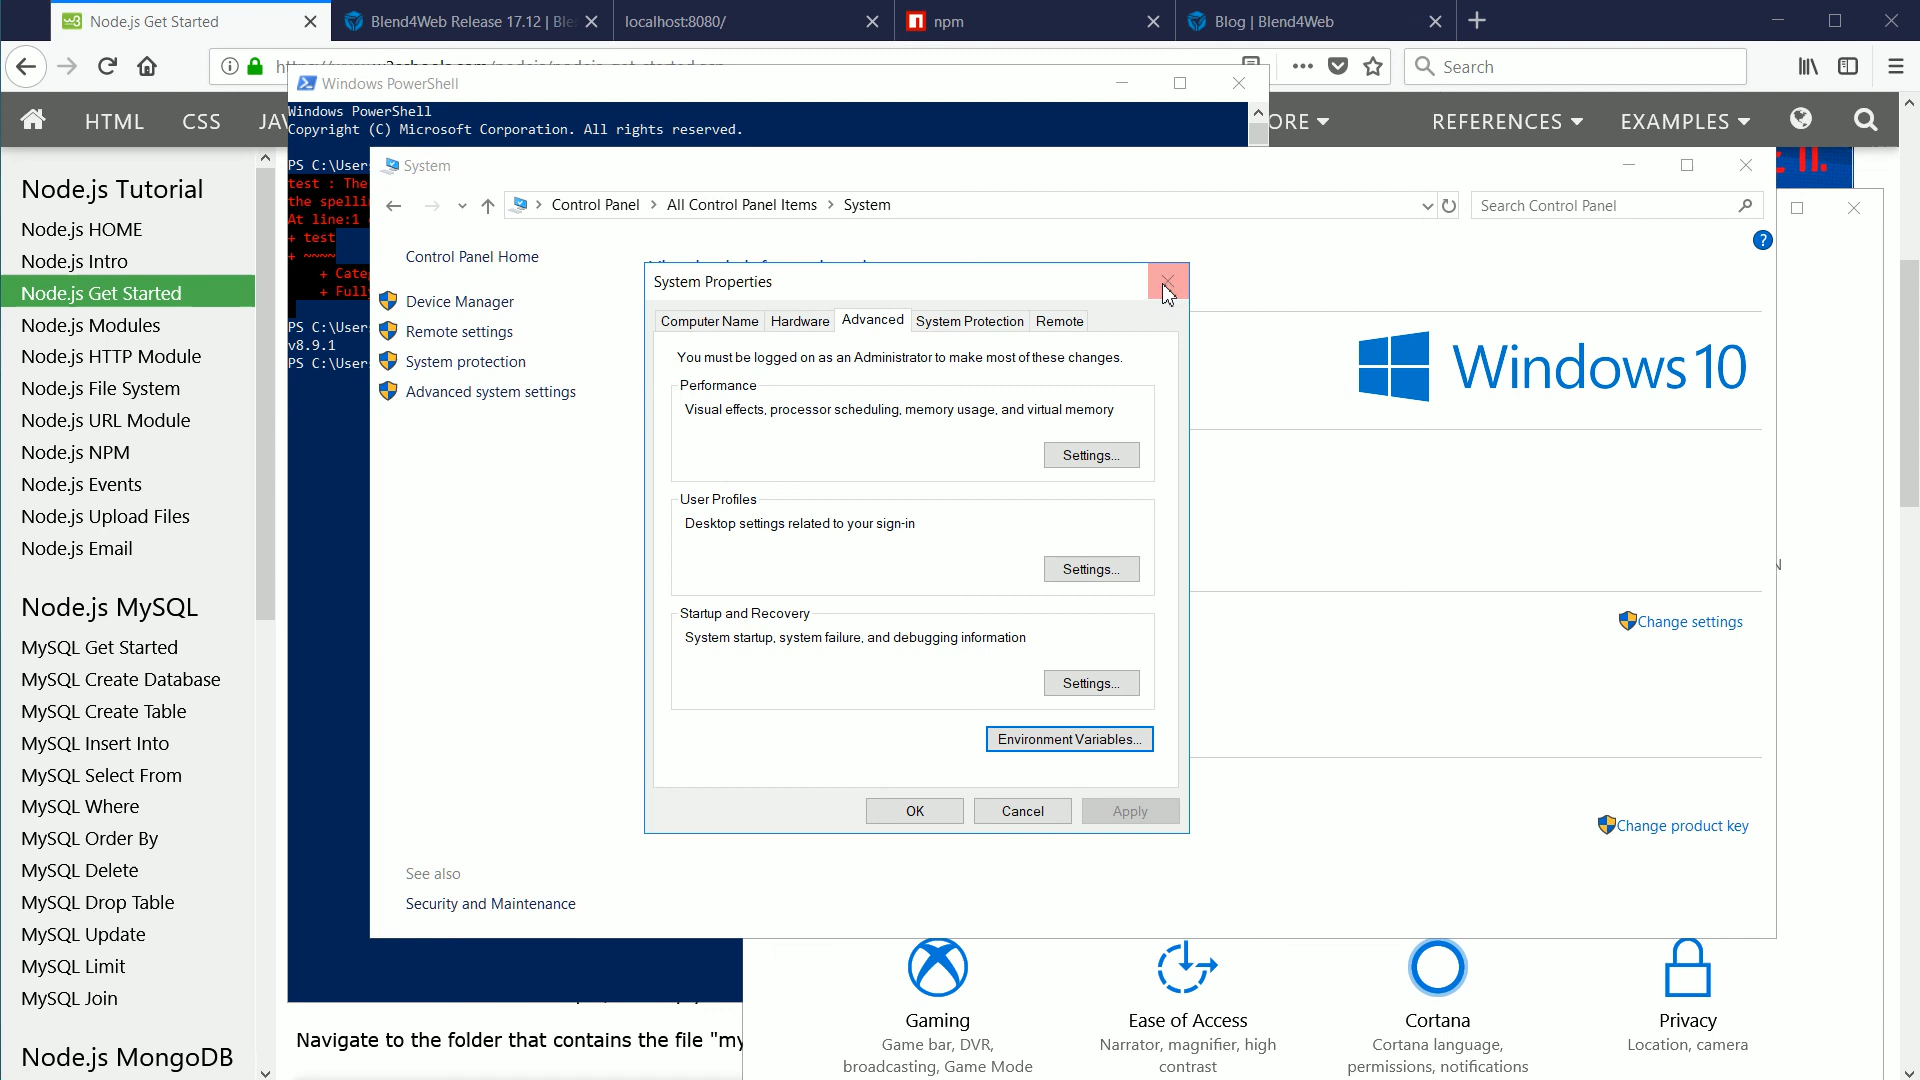 Node.js Get Started
Blend4Web Release 17.12 | Ble
localhost:8080/
npm
Blog | Blend4Web
Search
Windows PowerShell
HTML
CSS
JAV
ORE
REFERENCES
EXAMPLES
Windows PowerShell
Copyright (C) Microsoft Corporation. All rights reserved.
PS C:\User
test : The
the spelli
At line:1
+ test
+ ~~~~
+ Cate
+ Full
PS C:\User
v8.9.1
PS C:\User
Node.js Tutorial
Node.js HOME
Node.js Intro
Node.js Get Started
Node.js Modules
Node.js HTTP Module
Node.js File System
Node.js URL Module
Node.js NPM
Node.js Events
Node.js Upload Files
Node.js Email
Node.js MySQL
MySQL Get Started
MySQL Create Database
MySQL Create Table
MySQL Insert Into
MySQL Select From
MySQL Where
MySQL Order By
MySQL Delete
MySQL Drop Table
MySQL Update
MySQL Limit
MySQL Join
Node.js MongoDB
System
Control Panel > All Control Panel Items > System
Search Control Panel
Control Panel Home
Device Manager
Remote settings
System protection
Advanced system settings
See also
Security and Maintenance
System Properties
Computer Name
Hardware
Advanced
System Protection
Remote
You must be logged on as an Administrator to make most of these changes.
Performance
Visual effects, processor scheduling, memory usage, and virtual memory
Settings...
User Profiles
Desktop settings related to your sign-in
Settings...
Startup and Recovery
System startup, system failure, and debugging information
Settings...
Environment Variables...
OK
Cancel
Apply
Windows 10
Change settings
Change product key
Navigate to the folder that contains the file "my
Gaming
Game bar, DVR,
broadcasting, Game Mode
Ease of Access
Narrator, magnifier, high
contrast
Cortana
Cortana language,
permissions, notifications
Privacy
Location, camera